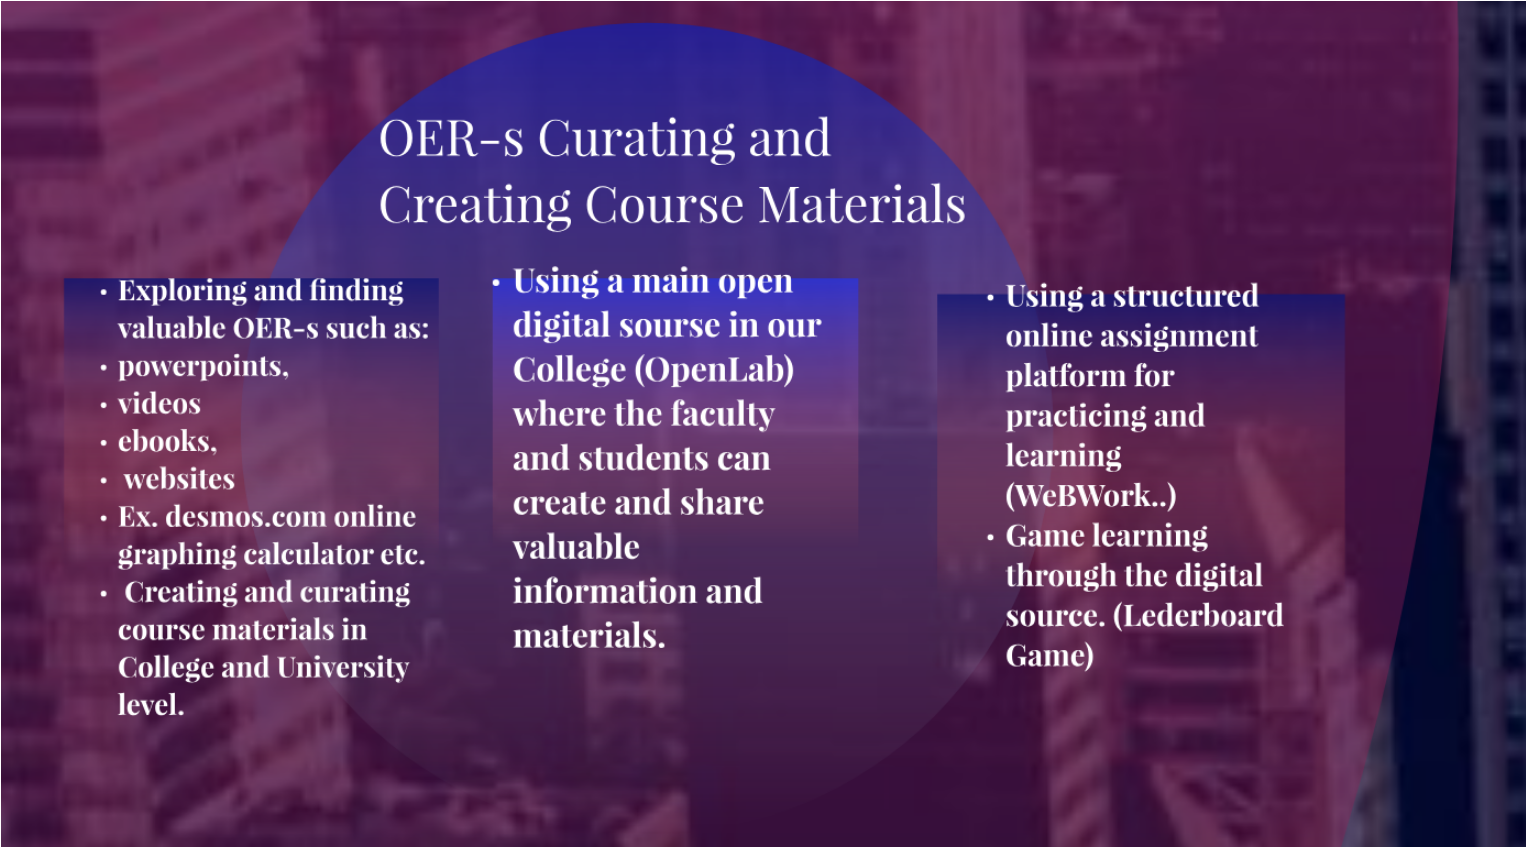 OER-s Curating and
Creating Course Materials
• Exploring and finding
valuable OER-s such as:
• powerpoints,
• videos
• ebooks,
• websites
• Ex. desmos.com online
graphing calculator etc.
• Creating and curating
course materials in
College and University
level.
• Using a main open
digital sourse in our
College (OpenLab)
where the faculty
and students can
create and share
valuable
information and
materials.
• Using a structured
online assignment
platform for
practicing and
learning
(WeBWork..)
• Game learning
through the digital
source. (Lederboard
Game)